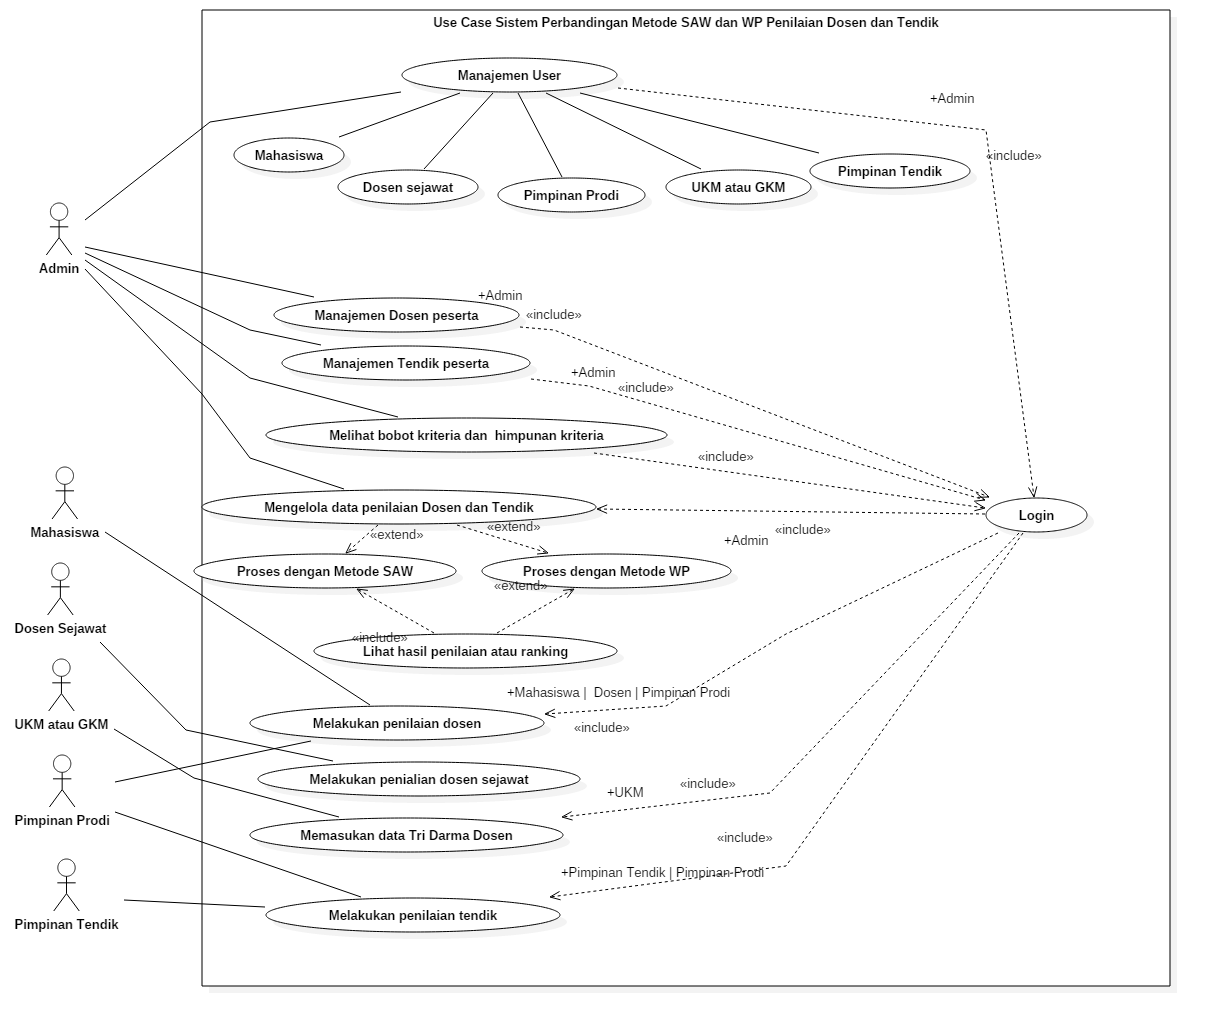 Use Case Sistem Perbandingan Metode SAW dan WP Penilaian Dosen dan Tendik
Manajemen User
+Admin
«include»
Mahasiswa
Dosen sejawat
Pimpinan Prodi
UKM atau GKM
Pimpinan Tendik
Admin
+Admin
Manajemen Dosen peserta
«include»
Manajemen Tendik peserta
+Admin
«include»
Melihat bobot kriteria dan  himpunan kriteria
«include»
Mengelola data penilaian Dosen dan Tendik
Login
«extend»
«extend»
«include»
+Admin
Mahasiswa
Proses dengan Metode SAW
Proses dengan Metode WP
«extend»
Dosen Sejawat
«include»
Lihat hasil penilaian atau ranking
+Mahasiswa |  Dosen | Pimpinan Prodi
UKM atau GKM
Melakukan penilaian dosen
«include»
Melakukan penialian dosen sejawat
«include»
+UKM
Pimpinan Prodi
Memasukan data Tri Darma Dosen
«include»
+Pimpinan Tendik | Pimpinan Prodi
Melakukan penilaian tendik
Pimpinan Tendik